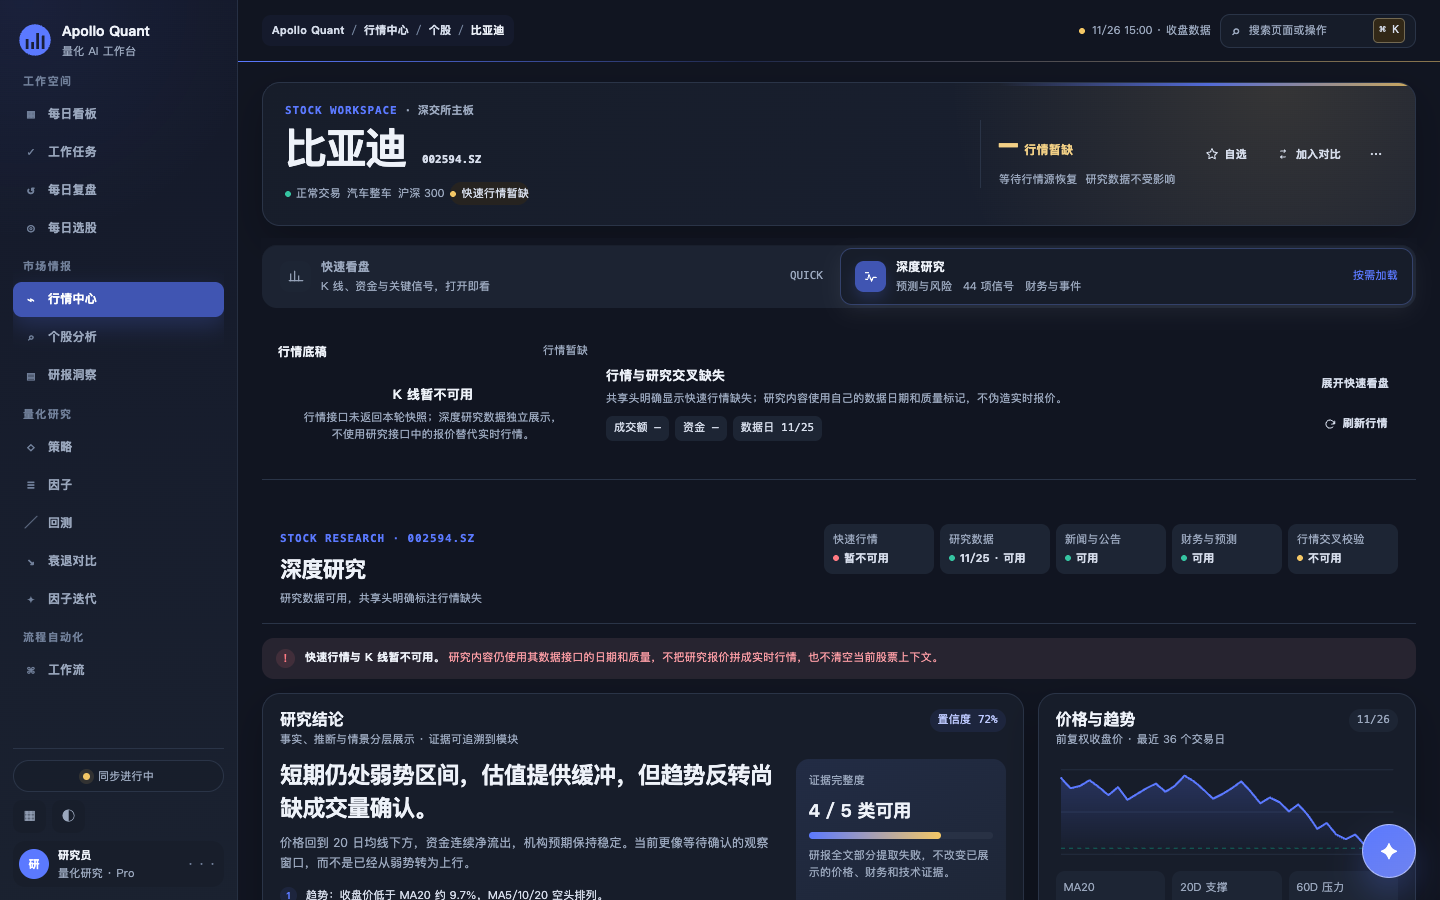 Apollo Quant
量化 AI 工作台
工作空间
每日看板
工作任务
每日复盘
每日选股
市场情报
行情中心
个股分析
研报洞察
量化研究
策略
因子
回测
衰退对比
因子迭代
流程自动化
工作流
同步进行中
研
研究员
量化研究 · Pro
Apollo Quant / 行情中心 / 个股 / 比亚迪
11/26 15:00 · 收盘数据
搜索页面或操作
⌘ K
STOCK WORKSPACE · 深交所主板
比亚迪 002594.SZ
正常交易 汽车整车 沪深 300 快速行情暂缺
— 行情暂缺
等待行情源恢复 研究数据不受影响
自选
加入对比
···
快速看盘
K 线、资金与关键信号，打开即看
QUICK
深度研究
预测与风险 44 项信号 财务与事件
按需加载
行情底稿
行情暂缺
K 线暂不可用
行情接口未返回本轮快照；深度研究数据独立展示，
不使用研究接口中的报价替代实时行情。
行情与研究交叉缺失
共享头明确显示快速行情缺失；研究内容使用自己的数据日期和质量标记，不伪造实时报价。
成交额 —
资金 —
数据日 11/25
展开快速看盘
刷新行情
STOCK RESEARCH · 002594.SZ
深度研究
研究数据可用，共享头明确标注行情缺失
快速行情
暂不可用
研究数据
11/25 · 可用
新闻与公告
可用
财务与预测
可用
行情交叉校验
不可用
! 快速行情与 K 线暂不可用。 研究内容仍使用其数据接口的日期和质量，不把研究报价拼成实时行情，也不清空当前股票上下文。
研究结论
事实、推断与情景分层展示 · 证据可追溯到模块
置信度 72%
短期仍处弱势区间，估值提供缓冲，但趋势反转尚
缺成交量确认。
价格回到 20 日均线下方，资金连续净流出，机构预期保持稳定。当前更像等待确认的观察
窗口，而不是已经从弱势转为上行。
1 趋势：收盘价低于 MA20 约 9.7%，MA5/10/20 空头排列。
证据完整度
4 / 5 类可用
研报全文部分提取失败，不改变已展
示的价格、财务和技术证据。
价格与趋势
前复权收盘价 · 最近 36 个交易日
11/26
MA20
20D 支撑
60D 压力